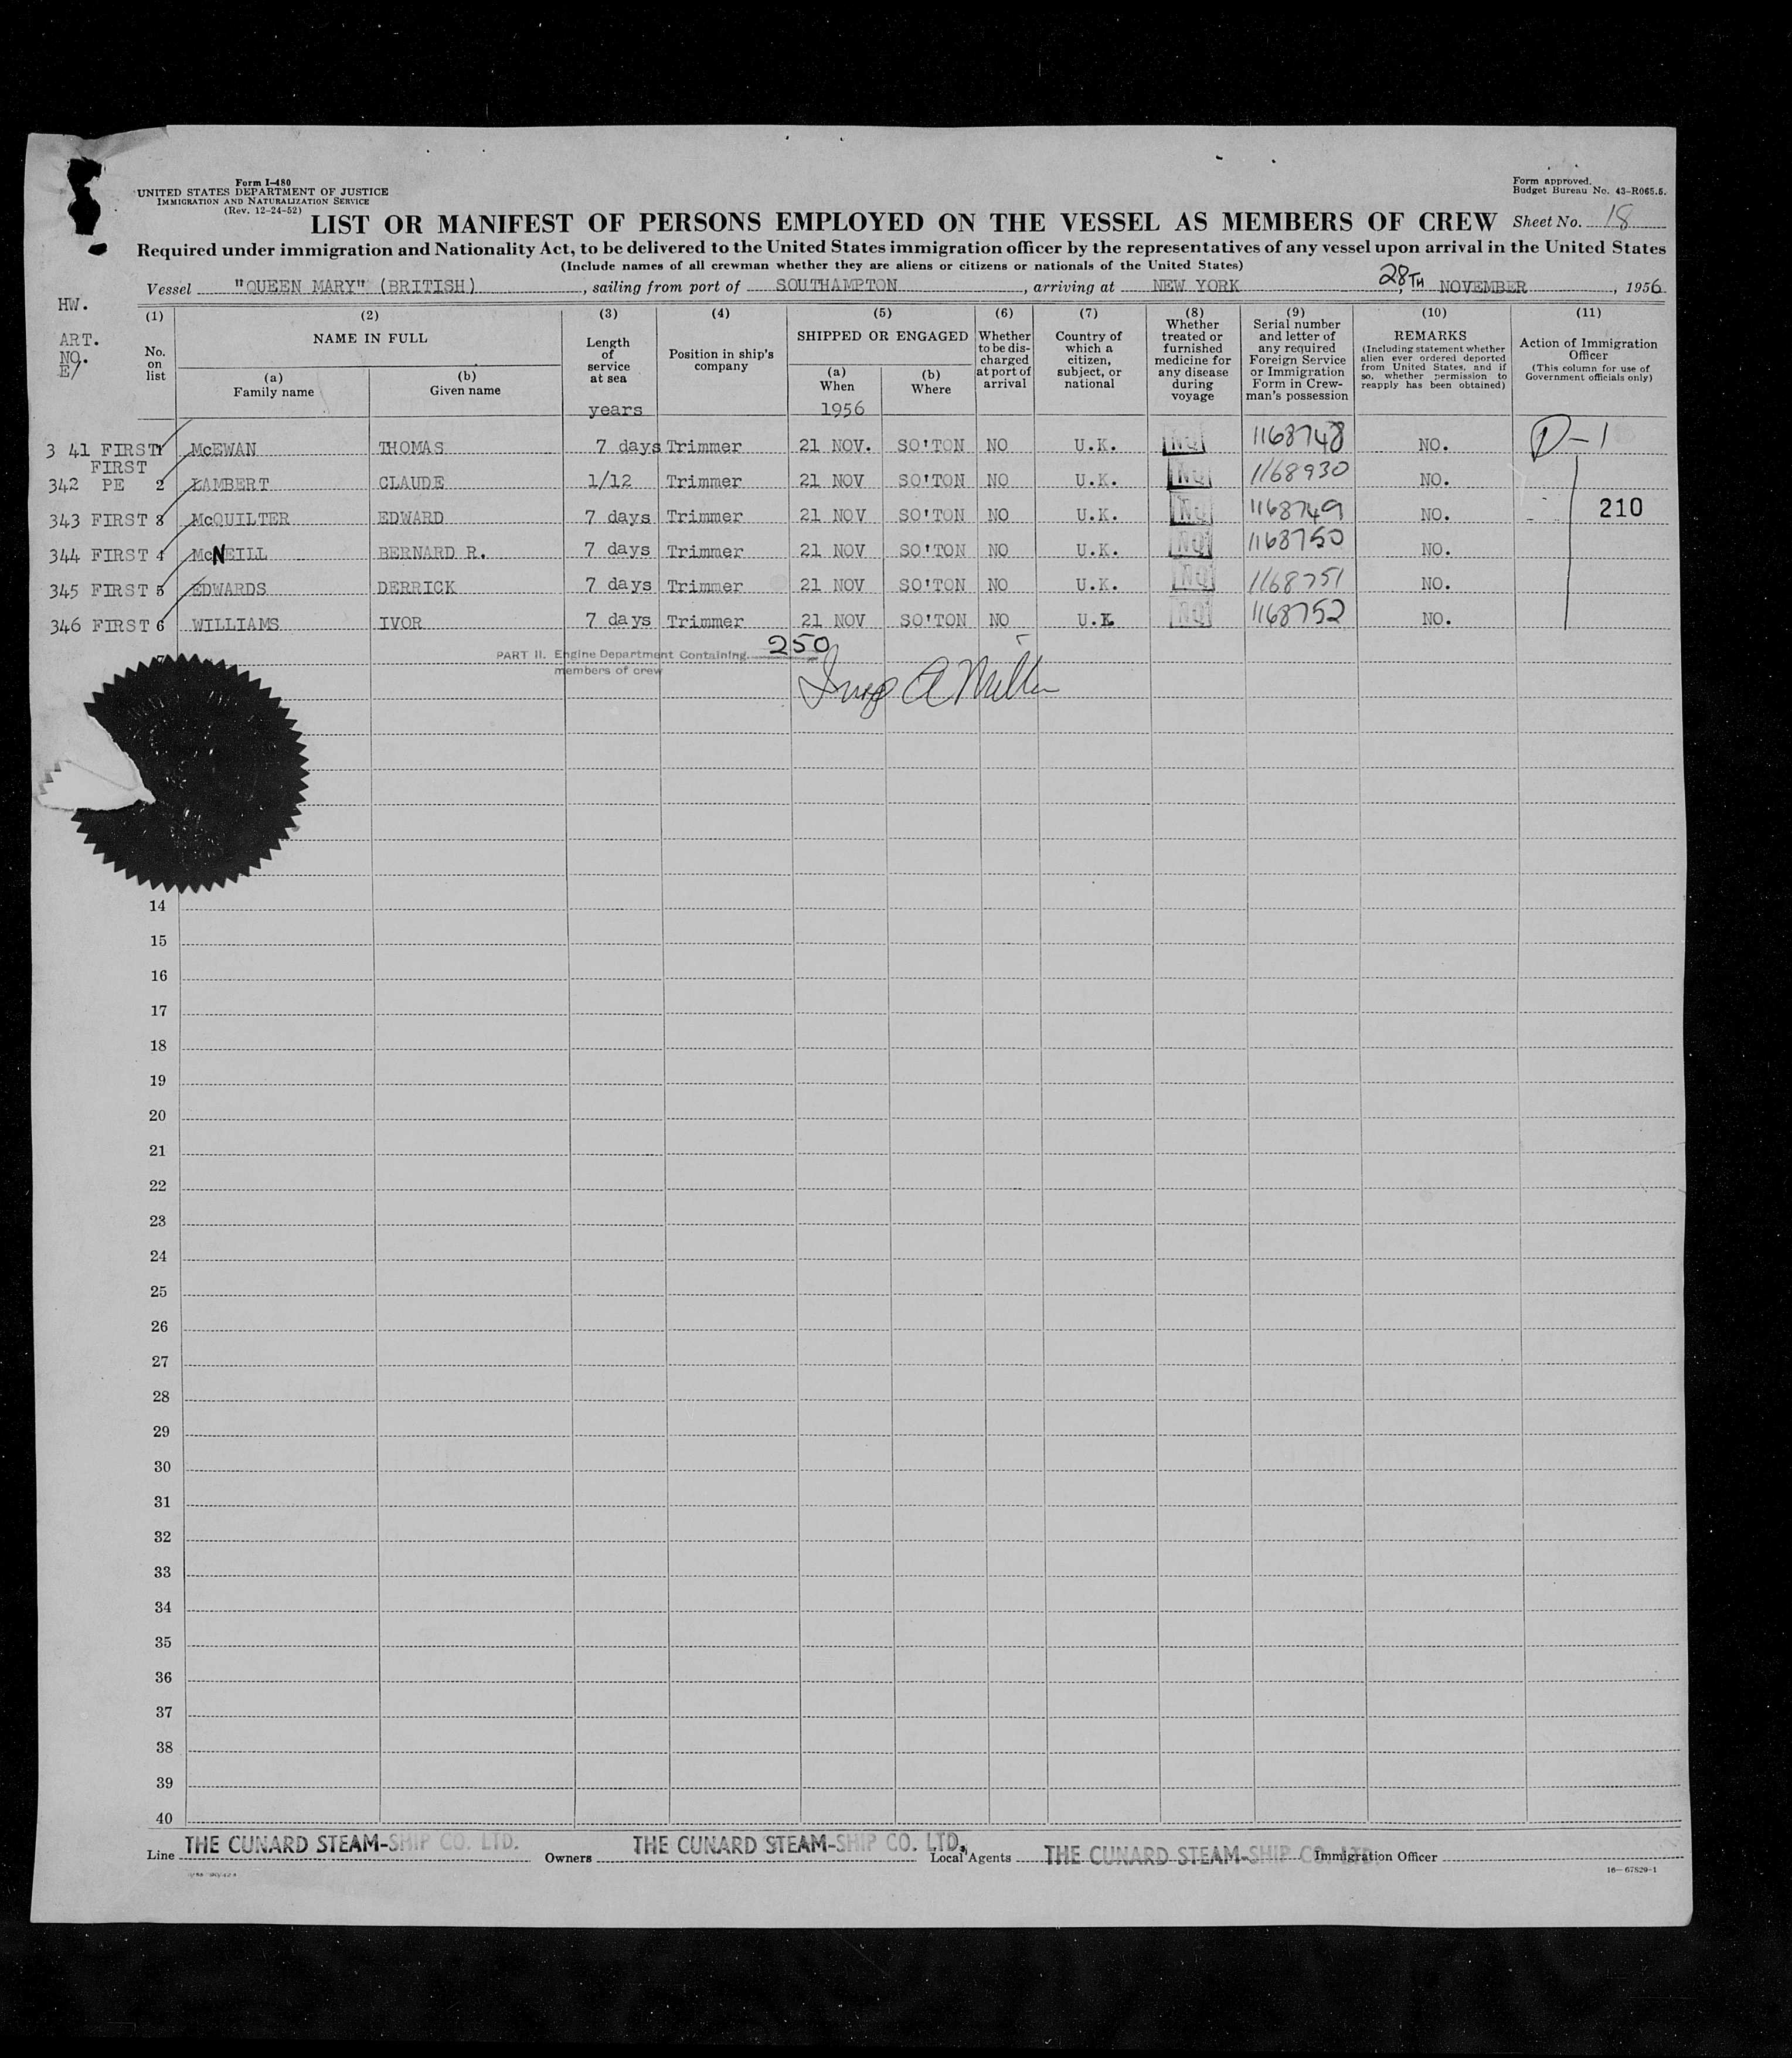 Form I-480
UNITED STATES DEPARTMENT OF JUSTICE
IMMIGRATION AND NATURALIZATION SERVICE
(Rev. 12-24-52)
Form approved.
Budget Bureau No. 43-R065.5.
LIST OR MANIFEST OF PERSONS EMPLOYED ON THE VESSEL AS MEMBERS OF CREW Sheet No. 18
Required under immigration and Nationality Act, to be delivered to the United States immigration officer by the representatives of any vessel upon arrival in the United States
(Include names of all crewman whether they are aliens or citizens or nationals of the United States)
Vessel "QUEEN MARY" (BRITISH), sailing from port of SOUTHAMPTON, arriving at NEW YORK 28TH NOVEMBER, 1956
HW.
ART.
NO.
E/
(1) No. on list
(2) NAME IN FULL
(a) Family name
(b) Given name
(3) Length of service at sea
years
(4) Position in ship's company
(5) SHIPPED OR ENGAGED
(a) When
1956
(b) Where
(6) Whether to be discharged at port of arrival
(7) Country of which a citizen, subject, or national
(8) Whether treated or furnished medicine for any disease during voyage
(9) Serial number and letter of any required Foreign Service or Immigration Form in Crewman's possession
(10) REMARKS (Including statement whether alien ever ordered deported from United States, and if so, whether permission to reapply has been obtained)
(11) Action of Immigration Officer (This column for use of Government officials only)
3 41 FIRST 1 McEWAN THOMAS 7 days Trimmer 21 NOV. SO'TON NO U.K. NO 1168748 NO. D-1
FIRST
342 PE 2 LAMBERT CLAUDE 1/12 Trimmer 21 NOV SO'TON NO U.K. NO 1168930 NO.
343 FIRST 3 McQUILTER EDWARD 7 days Trimmer 21 NOV SO'TON NO U.K. NO 1168749 NO. 210
344 FIRST 4 McNEILL BERNARD R. 7 days Trimmer 21 NOV SO'TON NO U.K. NO 1168750 NO.
345 FIRST 5 EDWARDS DERRICK 7 days Trimmer 21 NOV SO'TON NO U.K. NO 1168751 NO.
346 FIRST 6 WILLIAMS IVOR 7 days Trimmer 21 NOV SO'TON NO U.K NO 1168752 NO.
7
PART II. Engine Department Containing 250
members of crew
14
15
16
17
18
19
20
21
22
23
24
25
26
27
28
29
30
31
32
33
34
35
36
37
38
39
40
Line THE CUNARD STEAM-SHIP CO. LTD. Owners THE CUNARD STEAM-SHIP CO. LTD. Local Agents THE CUNARD STEAM-SHIP CO. LTD. Immigration Officer
16—67829-1